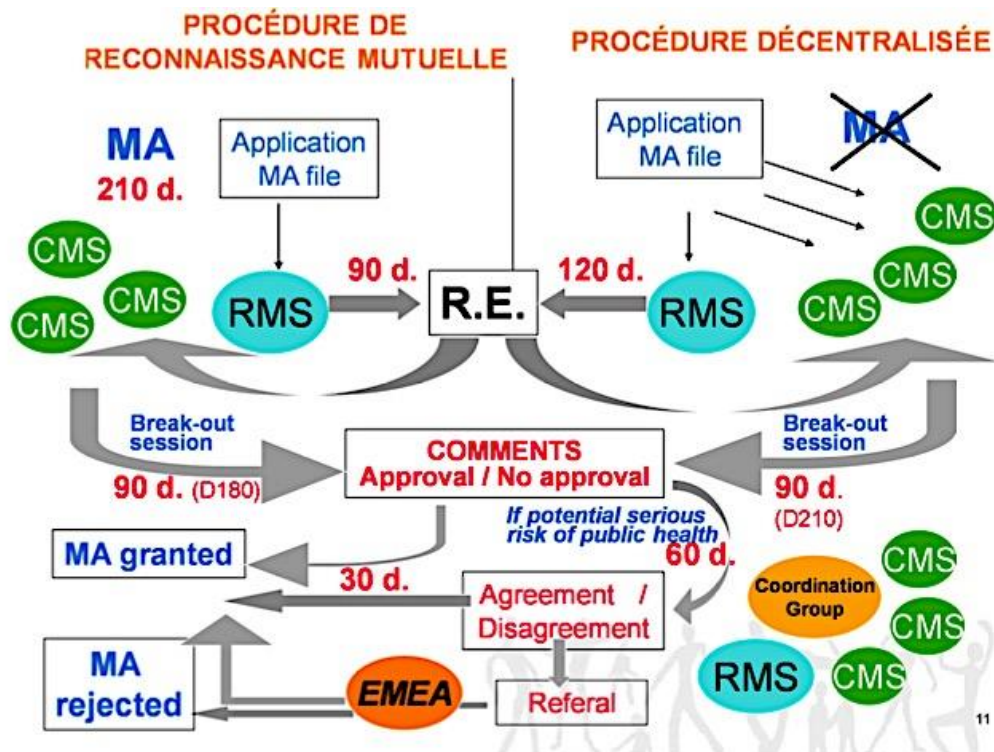 PROCÉDURE DE
RECONNAISSANCE MUTUELLE
PROCÉDURE DÉCENTRALISÉE
MA
210 d.
Application
MA file
Application
MA file
MA
CMS
CMS
CMS
RMS
90 d.
R.E.
120 d.
RMS
CMS
CMS
CMS
Break-out
session
90 d. (D180)
COMMENTS
Approval / No approval
Break-out
session
90 d.
(D210)
If potential serious
risk of public health
60 d.
MA granted
30 d.
Agreement /
Disagreement
Coordination
Group
CMS
CMS
CMS
RMS
MA
rejected
EMEA
Referal
11